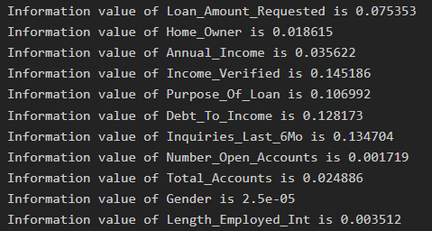 Information value of Loan_Amount_Requested is 0.075353
Information value of Home_Owner is 0.018615
Information value of Annual_Income is 0.035622
Information value of Income_Verified is 0.145186
Information value of Purpose_Of_Loan is 0.106992
Information value of Debt_To_Income is 0.128173
Information value of Inquiries_Last_6Mo is 0.134704
Information value of Number_Open_Accounts is 0.001719
Information value of Total_Accounts is 0.024886
Information value of Gender is 2.5e-05
Information value of Length_Employed_Int is 0.003512